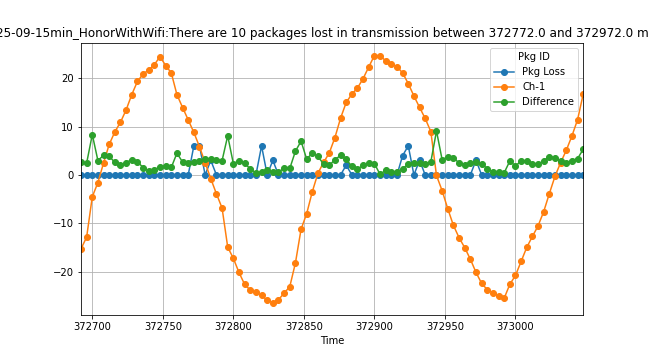 25-09-15min_HonorWithWifi:There are 10 packages lost in transmission between 372772.0 and 372972.0 m
Pkg ID
Pkg Loss
Ch-1
Difference
20
10
0
−10
−20
372700 372750 372800 372850 372900 372950 373000
Time